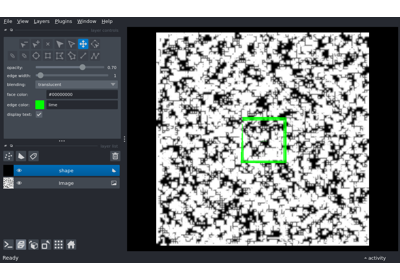 File View Layers Plugins Window Help
layer controls
opacity: 0.70
edge width: 1
blending: translucent
face color: #00000000
edge color: lime
display text: ✓
layer list
shape
image
Ready
activity